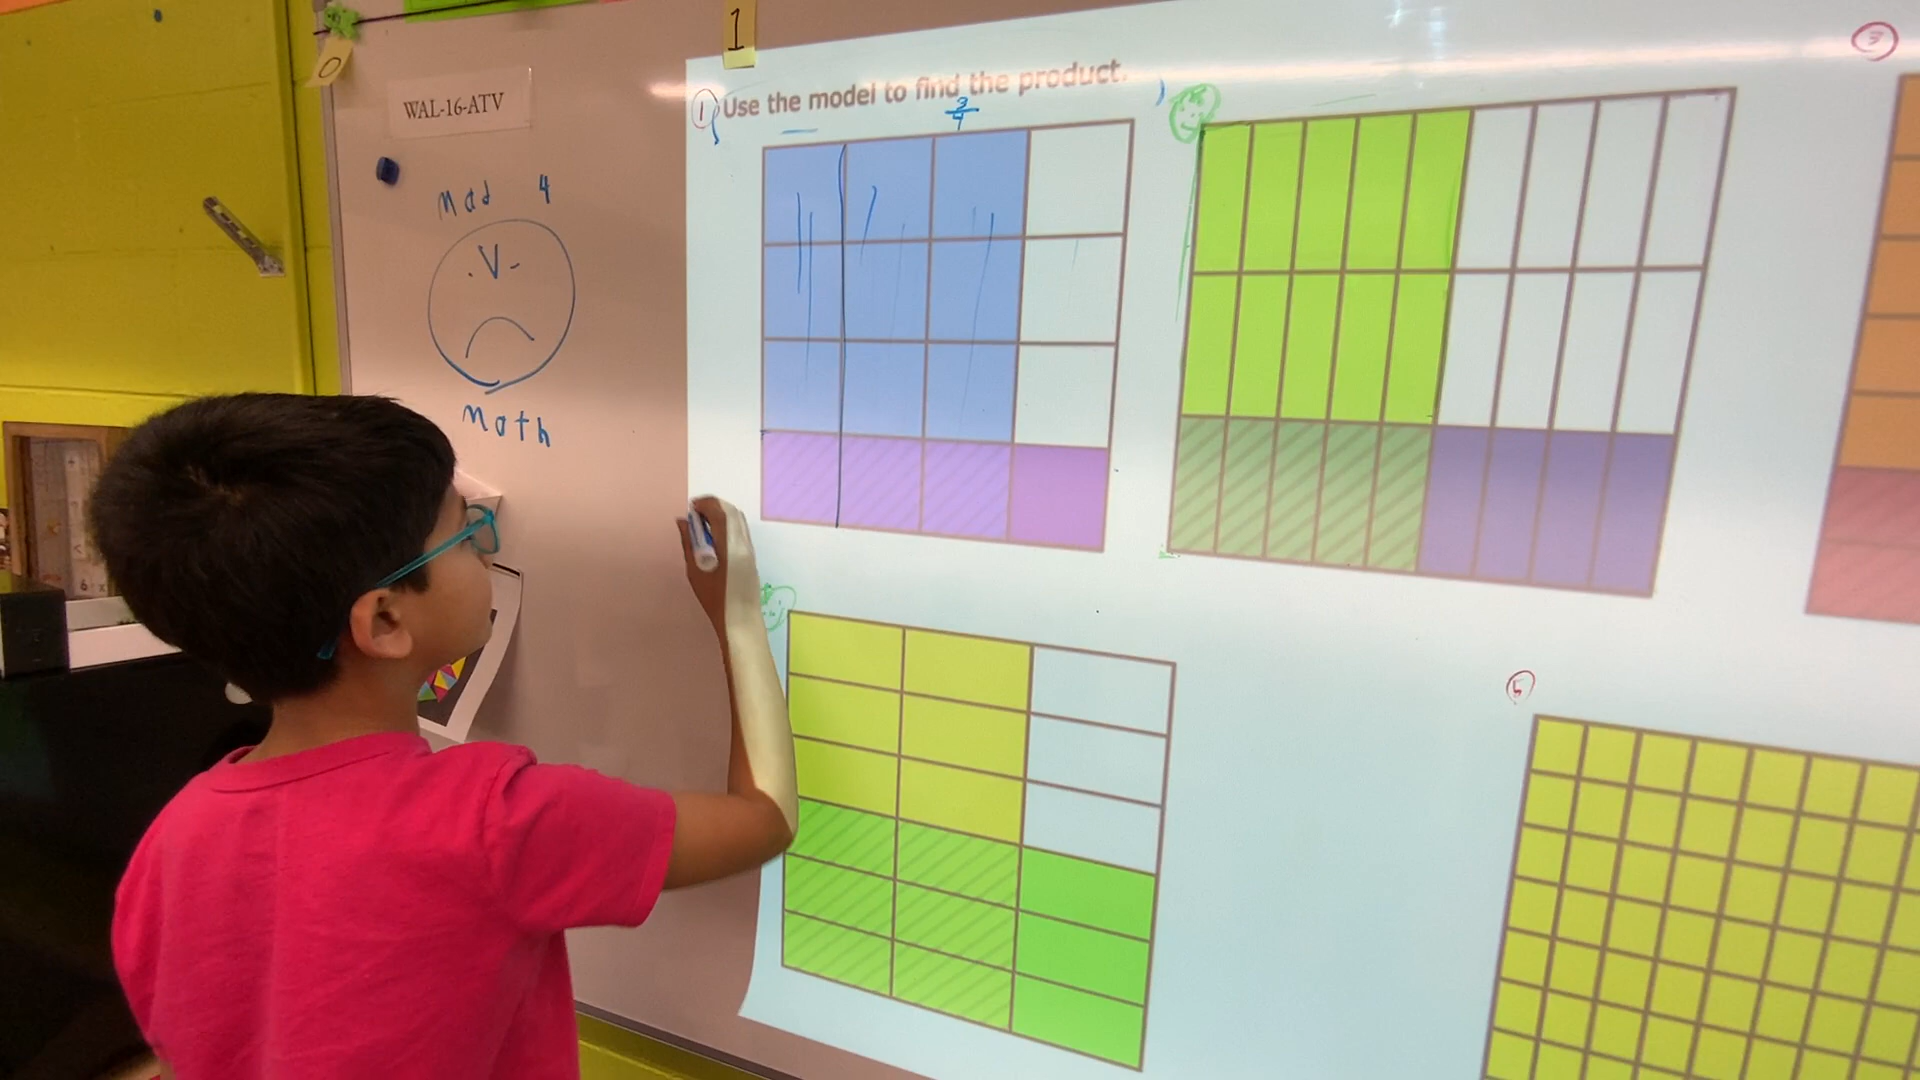 0
1
WAL-16-ATV
Mad 4
Math
1 Use the model to find the product.
3
4
3
5